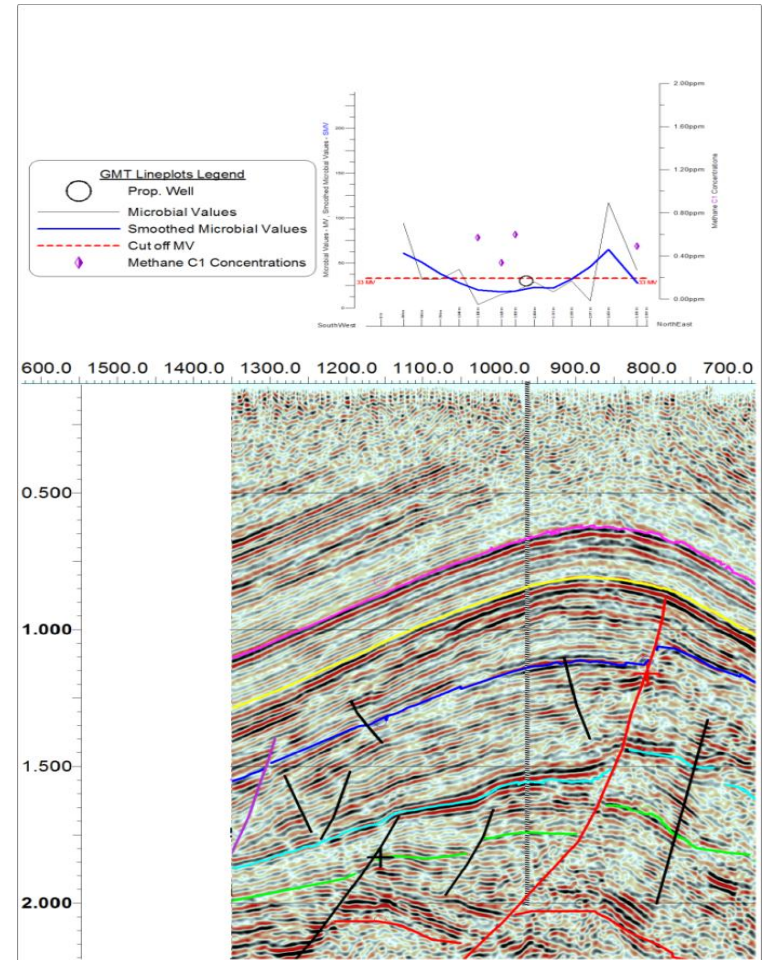 2.00ppm
1.60ppm
1.20ppm
0.80ppm
0.40ppm
0.00ppm
Microbial Values - MV , Smoothed Microbial Values - SMV
Methane C1 Concentrations
100
50
0
33 MV
33 MV
SouthWest
NorthEast
GMT Lineplots Legend
Prop. Well
Microbial Values
Smoothed Microbial Values
Cut off MV
Methane C1 Concentrations
600.0 1500.0 1400.0 1300.0 1200.0 1100.0 1000.0 900.0 800.0 700.0
0.500
1.000
1.500
2.000